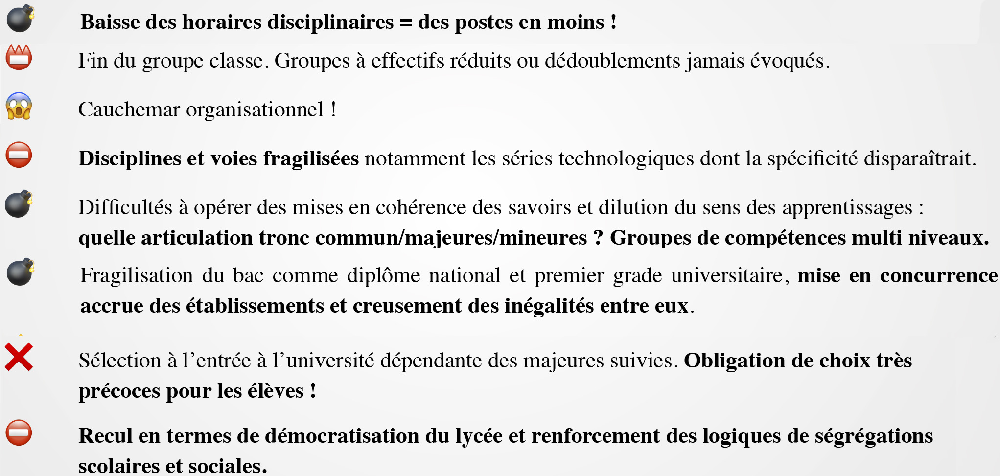 Baisse des horaires disciplinaires = des postes en moins !
Fin du groupe classe. Groupes à effectifs réduits ou dédoublements jamais évoqués.
Cauchemar organisationnel !
Disciplines et voies fragilisées notamment les séries technologiques dont la spécificité disparaîtrait.
Difficultés à opérer des mises en cohérence des savoirs et dilution du sens des apprentissages :
quelle articulation tronc commun/majeures/mineures ? Groupes de compétences multi niveaux.
Fragilisation du bac comme diplôme national et premier grade universitaire, mise en concurrence
accrue des établissements et creusement des inégalités entre eux.
Sélection à l’entrée à l’université dépendante des majeures suivies. Obligation de choix très
précoces pour les élèves !
Recul en termes de démocratisation du lycée et renforcement des logiques de ségrégations
scolaires et sociales.